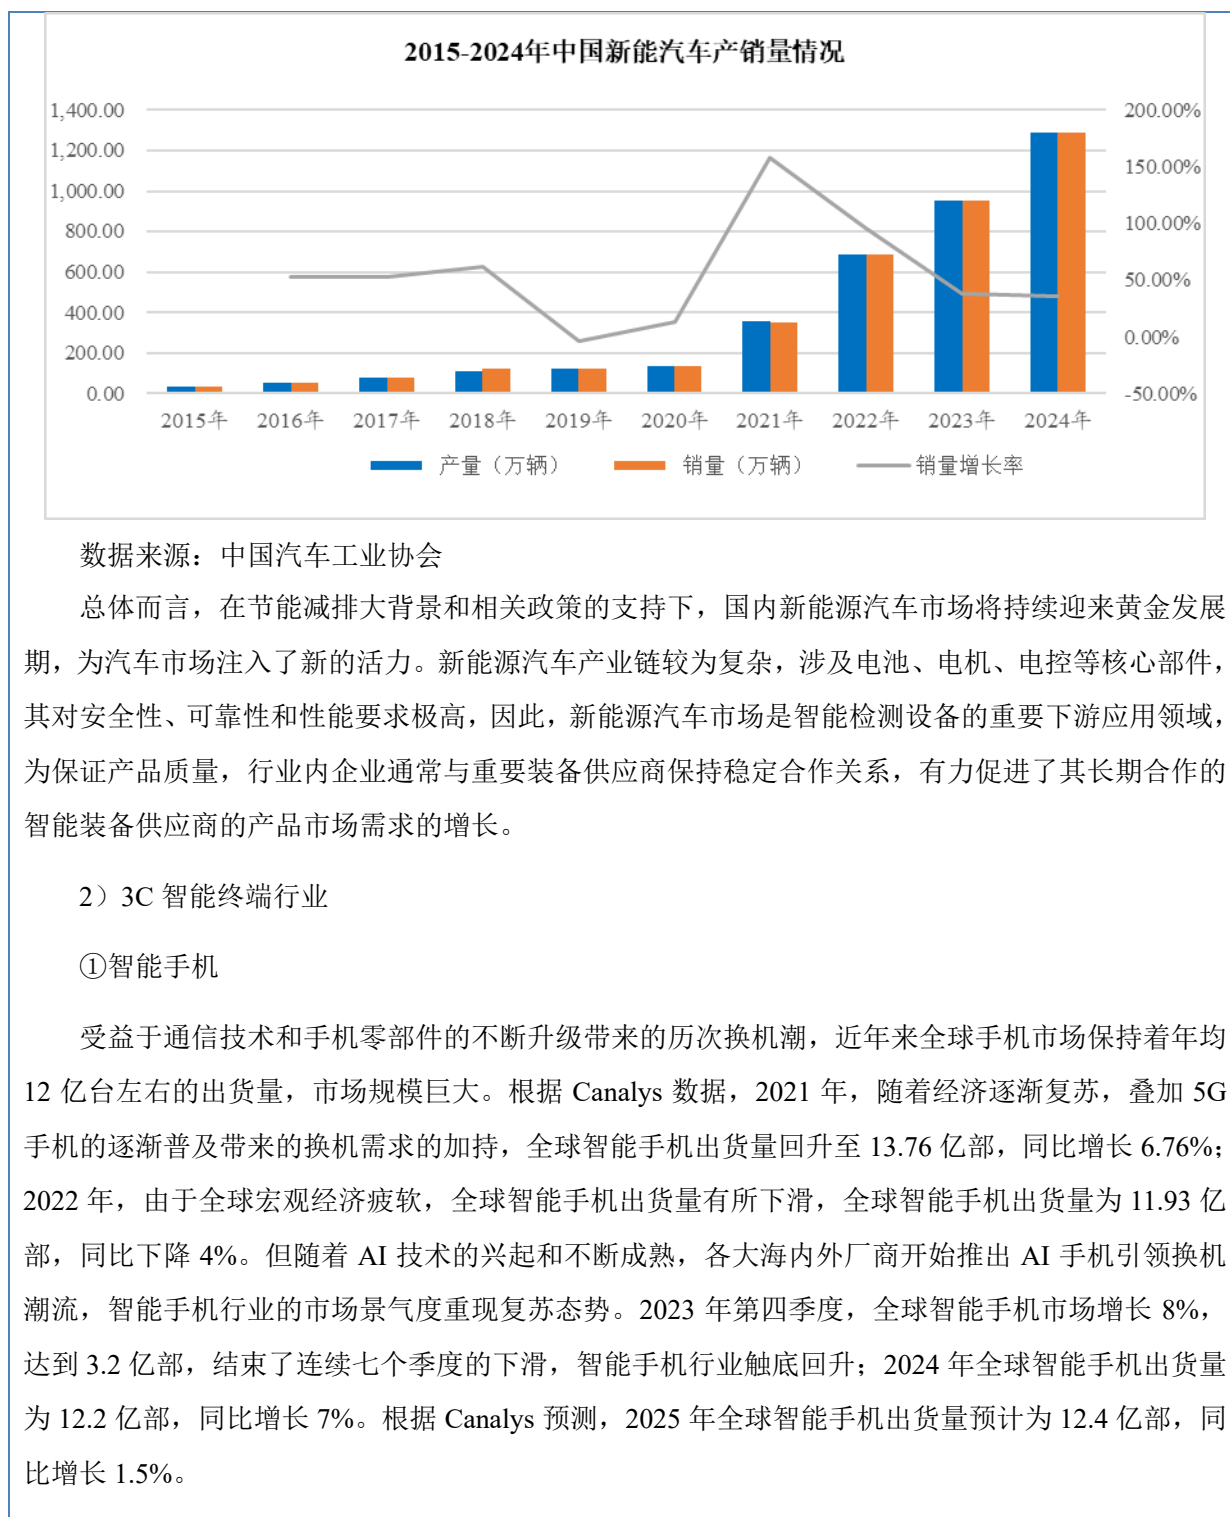 2015-2024年中国新能汽车产销量情况
1,400.00
1,200.00
1,000.00
800.00
600.00
400.00
200.00
0.00
200.00%
150.00%
100.00%
50.00%
0.00%
-50.00%
2015年 2016年 2017年 2018年 2019年 2020年 2021年 2022年 2023年 2024年
产量（万辆） 销量（万辆） 销量增长率
数据来源：中国汽车工业协会
总体而言，在节能减排大背景和相关政策的支持下，国内新能源汽车市场将持续迎来黄金发展
期，为汽车市场注入了新的活力。新能源汽车产业链较为复杂，涉及电池、电机、电控等核心部件，
其对安全性、可靠性和性能要求极高，因此，新能源汽车市场是智能检测设备的重要下游应用领域，
为保证产品质量，行业内企业通常与重要装备供应商保持稳定合作关系，有力促进了其长期合作的
智能装备供应商的产品市场需求的增长。
2）3C 智能终端行业
①智能手机
受益于通信技术和手机零部件的不断升级带来的历次换机潮，近年来全球手机市场保持着年均
12 亿台左右的出货量，市场规模巨大。根据 Canalys 数据，2021 年，随着经济逐渐复苏，叠加 5G
手机的逐渐普及带来的换机需求的加持，全球智能手机出货量回升至 13.76 亿部，同比增长 6.76%；
2022 年，由于全球宏观经济疲软，全球智能手机出货量有所下滑，全球智能手机出货量为 11.93 亿
部，同比下降 4%。但随着 AI 技术的兴起和不断成熟，各大海内外厂商开始推出 AI 手机引领换机
潮流，智能手机行业的市场景气度重现复苏态势。2023 年第四季度，全球智能手机市场增长 8%，
达到 3.2 亿部，结束了连续七个季度的下滑，智能手机行业触底回升；2024 年全球智能手机出货量
为 12.2 亿部，同比增长 7%。根据 Canalys 预测，2025 年全球智能手机出货量预计为 12.4 亿部，同
比增长 1.5%。